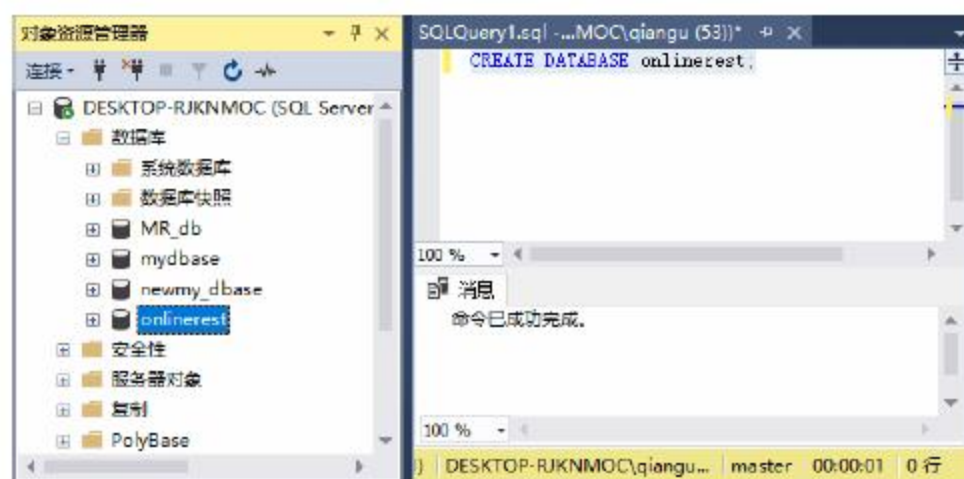 对象资源管理器
连接
DESKTOP-RJKNMOC (SQL Server
数据库
系统数据库
数据库快照
MR_db
mydbase
newmy_dbase
onlinerest
安全性
服务器对象
复制
PolyBase
SQLQuery1.sql -...MOC\qiangu (53))*
CREATE DATABASE onlinerest;
100 %
消息
命令已成功完成。
100 %
DESKTOP-RJKNMOC\qiangu... master 00:00:01 0 行